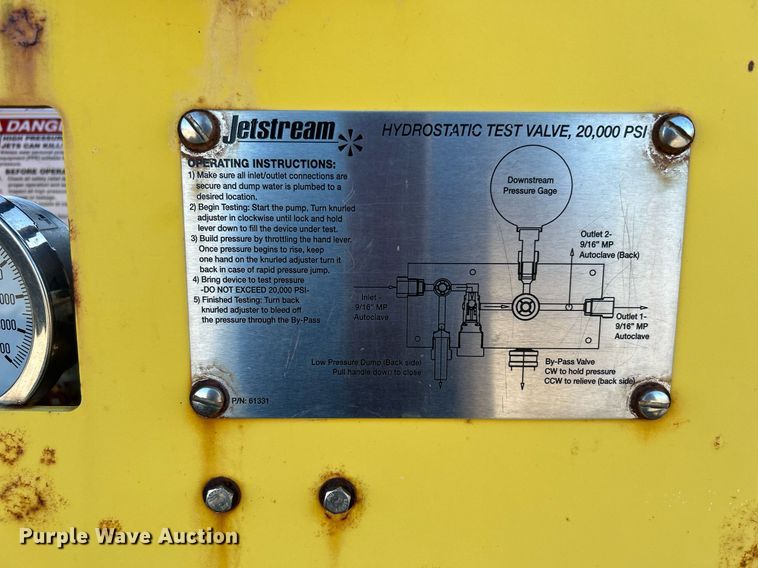 DANG
HIGH PRESSURE
JETS CAN KILL
BEFORE OPERA
Jetstream
HYDROSTATIC TEST VALVE, 20,000 PSI
OPERATING INSTRUCTIONS:
1) Make sure all inlet/outlet connections are
secure and dump water is plumbed to a
desired location.
2) Begin Testing: Start the pump. Turn knurled
adjuster in clockwise until lock and hold
lever down to fill the device under test.
3) Build pressure by throttling the hand lever.
Once pressure begins to rise, keep
one hand on the knurled adjuster turn it
back in case of rapid pressure jump.
4) Bring device to test pressure
-DO NOT EXCEED 20,000 PSI-
5) Finished Testing: Turn back
knurled adjuster to bleed off
the pressure through the By-Pass
Downstream
Pressure Gage
Outlet 2-
9/16" MP
Autoclave (Back)
Inlet -
9/16" MP
Autoclave
Outlet 1-
9/16" MP
Autoclave
Low Pressure Dump (Back side)
Pull handle down to close
By-Pass Valve
CW to hold pressure
CCW to relieve (back side)
P/N: 61331
Purple Wave Auction